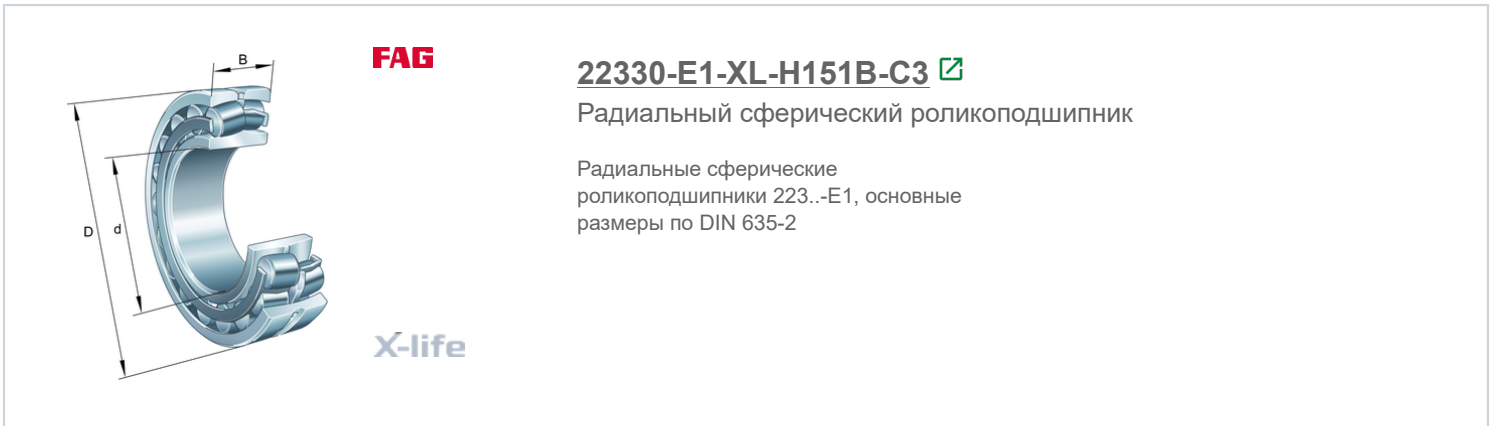 B
D
d
FAG
X-life
22330-E1-XL-H151B-C3
Радиальный сферический роликоподшипник
Радиальные сферические
роликоподшипники 223..-E1, основные
размеры по DIN 635-2